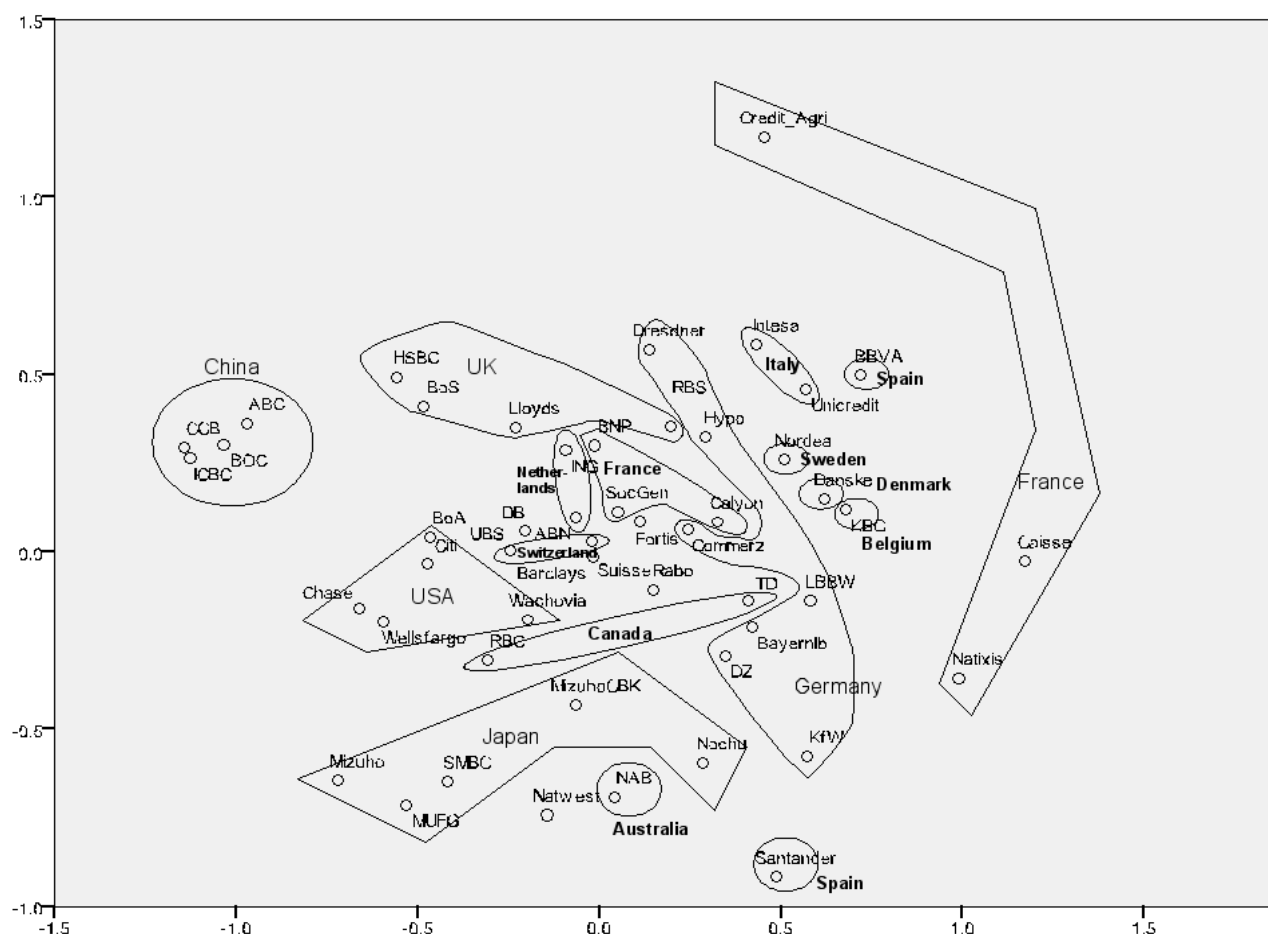 1.5
1.0
0.5
0.0
-0.5
-1.0
-1.5
-1.0
-0.5
0.0
0.5
1.0
1.5
Credit_Agri
Dresdner
Intesa
HSBC
UK
Italy
BBVA
Spain
China
BoS
RBS
Unicredit
ABC
Lloyds
BNP
Hypo
CCB
BOC
ICBC
Nordea
Sweden
ING
France
Nether-
lands
Danske
Denmark
France
SocGen
Calyon
KBC
Belgium
BoA
DB
UBS
ABN
Fortis
Commerz
Citi
Switzerland
Caisse
Barclays
Suisse
Rabo
TD
LBBW
Chase
USA
Wachovia
Wellsfargo
RBC
Canada
Bayernlb
DZ
Natixis
Germany
MizuhoCBK
Japan
Nochu
KfW
Mizuho
SMBC
NAB
MUFG
Natwest
Australia
Santander
Spain